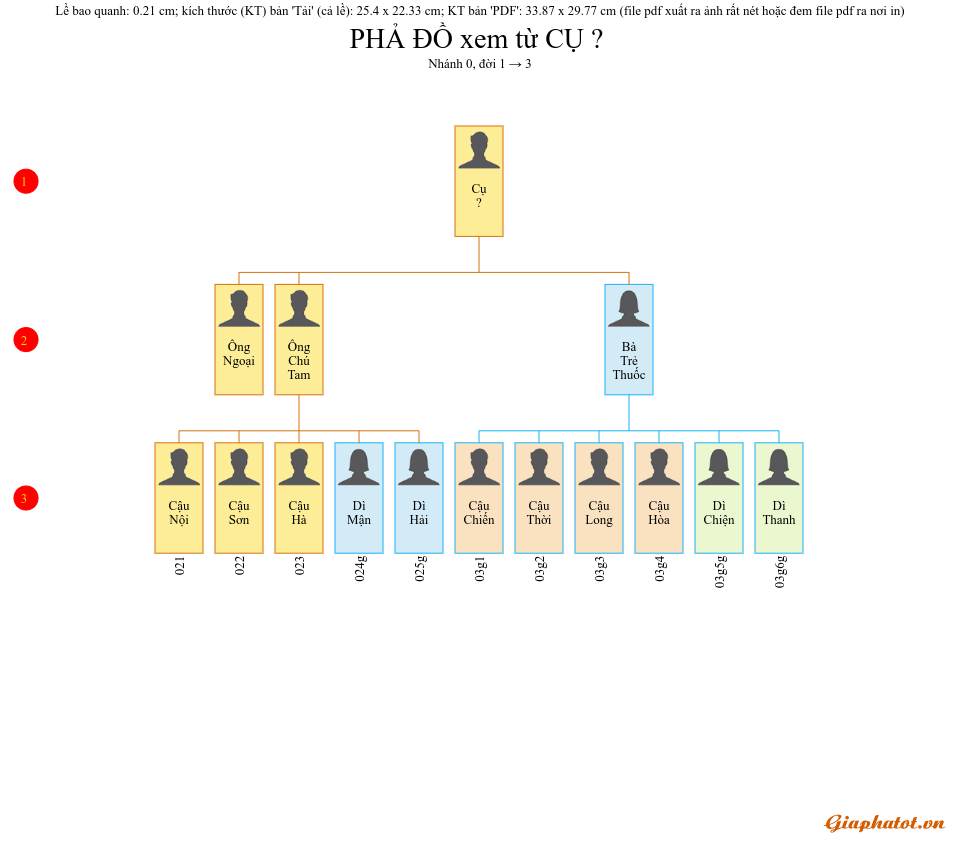 Lề bao quanh: 0.21 cm; kích thước (KT) bản 'Tải' (cả lề): 25.4 x 22.33 cm; KT bản 'PDF': 33.87 x 29.77 cm (file pdf xuất ra ảnh rất nét hoặc đem file pdf ra nơi in)
PHẢ ĐỒ xem từ CỤ ?
Nhánh 0, đời 1 → 3
1
Cụ
?
2
Ông
Ngoại
Ông
Chú
Tam
Bà
Trẻ
Thuốc
3
Cậu
Nội
Cậu
Sơn
Cậu
Hà
Dì
Mận
Dì
Hải
Cậu
Chiến
Cậu
Thời
Cậu
Long
Cậu
Hòa
Dì
Chiện
Dì
Thanh
021
022
023
024g
025g
03g1
03g2
03g3
03g4
03g5g
03g6g
Giaphatot.vn